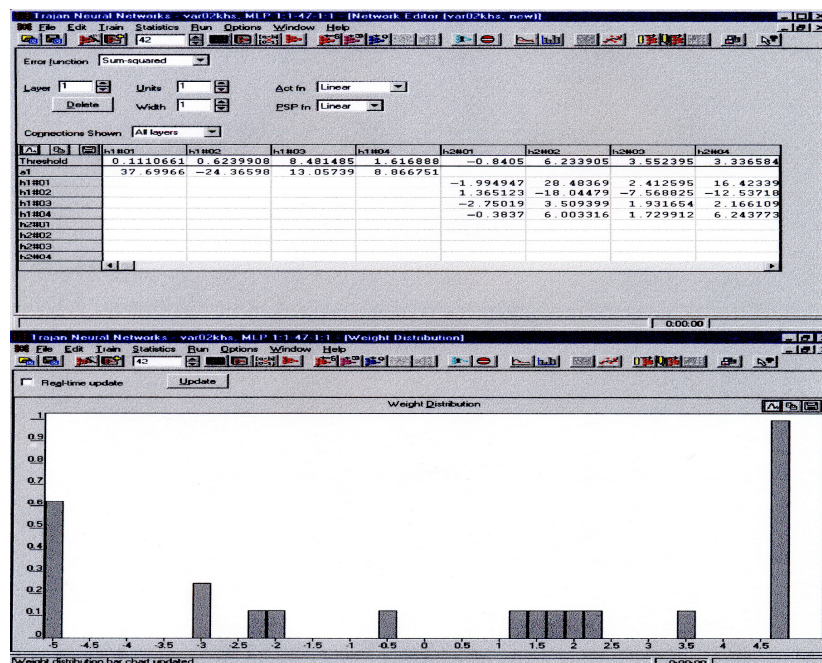 Trajan Neural Networks - var02khs, MLP 1:1-47-1:1 - [Network Editor (var02khs, new)]
File Edit Train Statistics Run Options Window Help
42
Error function Sum-squared
Layer 1 Units 1 Act fn Linear
Delete Width 1 PSP fn Linear
Connections Shown All layers
h1#01 h1#02 h1#03 h1#04 h2#01 h2#02 h2#03 h2#04
Threshold 0.1110661 0.6239908 8.481485 1.616888 -0.8405 6.233905 3.552395 3.336584
a1 37.69966 -24.36598 13.05739 8.866751
h1#01 -1.994947 28.48369 2.412595 16.42339
h1#02 1.365123 -18.04479 -7.568825 -12.53718
h1#03 -2.75019 3.509399 1.931654 2.166109
h1#04 -0.3837 6.003316 1.729912 6.243773
h2#01
h2#02
h2#03
h2#04
0:00:00
Trajan Neural Networks - var02khs, MLP 1:1-47-1:1 - [Weight Distribution]
File Edit Train Statistics Run Options Window Help
42
Real-time update Update
Weight Distribution
1
0.9
0.8
0.7
0.6
0.5
0.4
0.3
0.2
0.1
0
-5 -4.5 -4 -3.5 -3 -2.5 -2 -1.5 -1 -0.5 0 0.5 1 1.5 2 2.5 3 3.5 4 4.5
Weight distribution bar chart updated 0:00:00